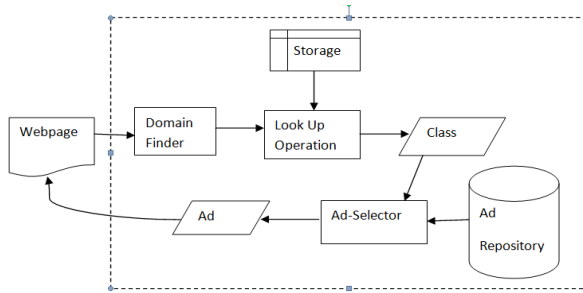 Storage
Webpage
Domain
Finder
Look Up
Operation
Class
Ad
Ad-Selector
Ad
Repository